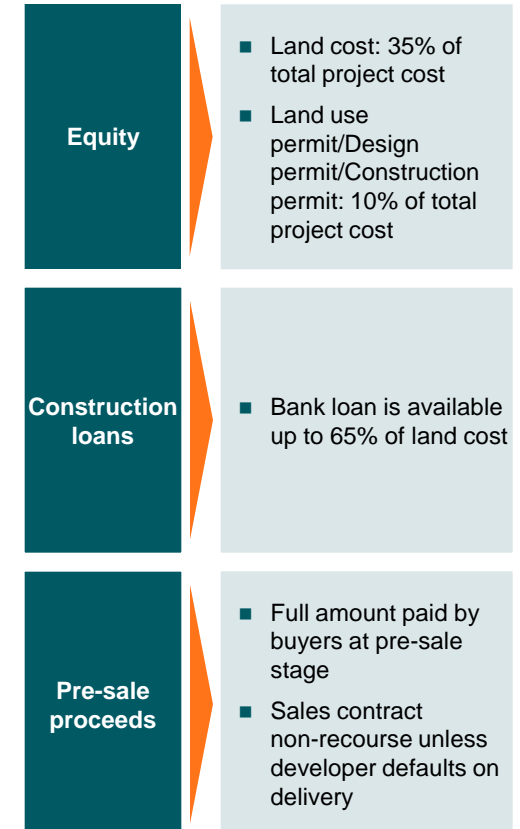 Equity
Land cost: 35% of
total project cost
Land use
permit/Design
permit/Construction
permit: 10% of total
project cost
Construction
loans
Bank loan is available
up to 65% of land cost
Pre-sale
proceeds
Full amount paid by
buyers at pre-sale
stage
Sales contract
non-recourse unless
developer defaults on
delivery